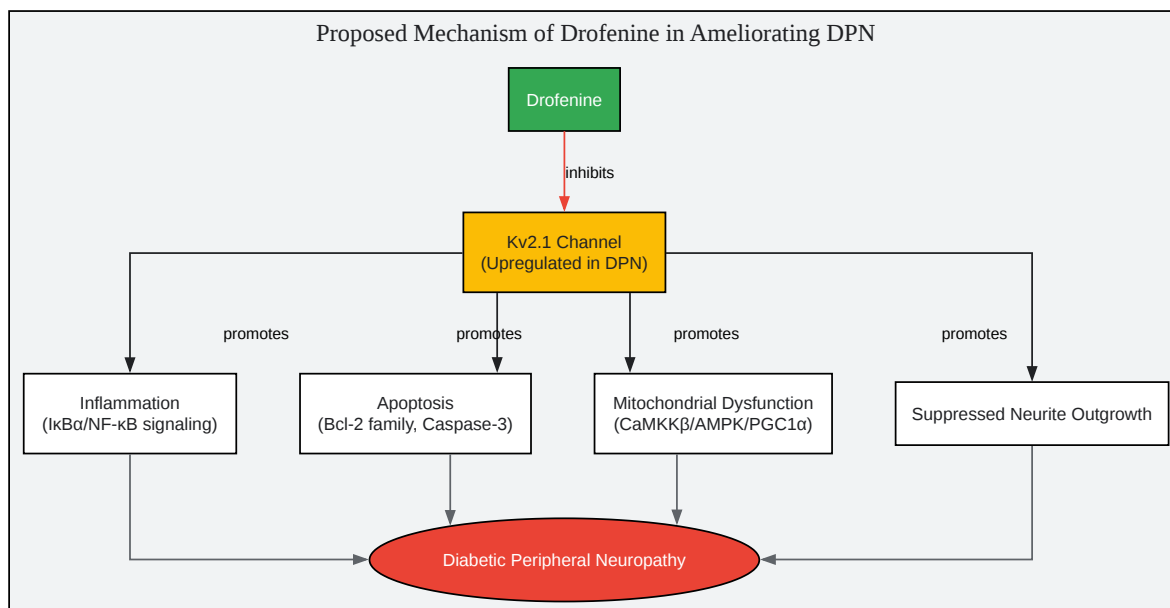 Proposed Mechanism of Drofenine in Ameliorating DPN
Drofenine
inhibits
Kv2.1 Channel
(Upregulated in DPN)
promotes
promotes
promotes
promotes
Inflammation
(IκBα/NF-κB signaling)
Apoptosis
(Bcl-2 family, Caspase-3)
Mitochondrial Dysfunction
(CaMKKβ/AMPK/PGC1α)
Suppressed Neurite Outgrowth
Diabetic Peripheral Neuropathy